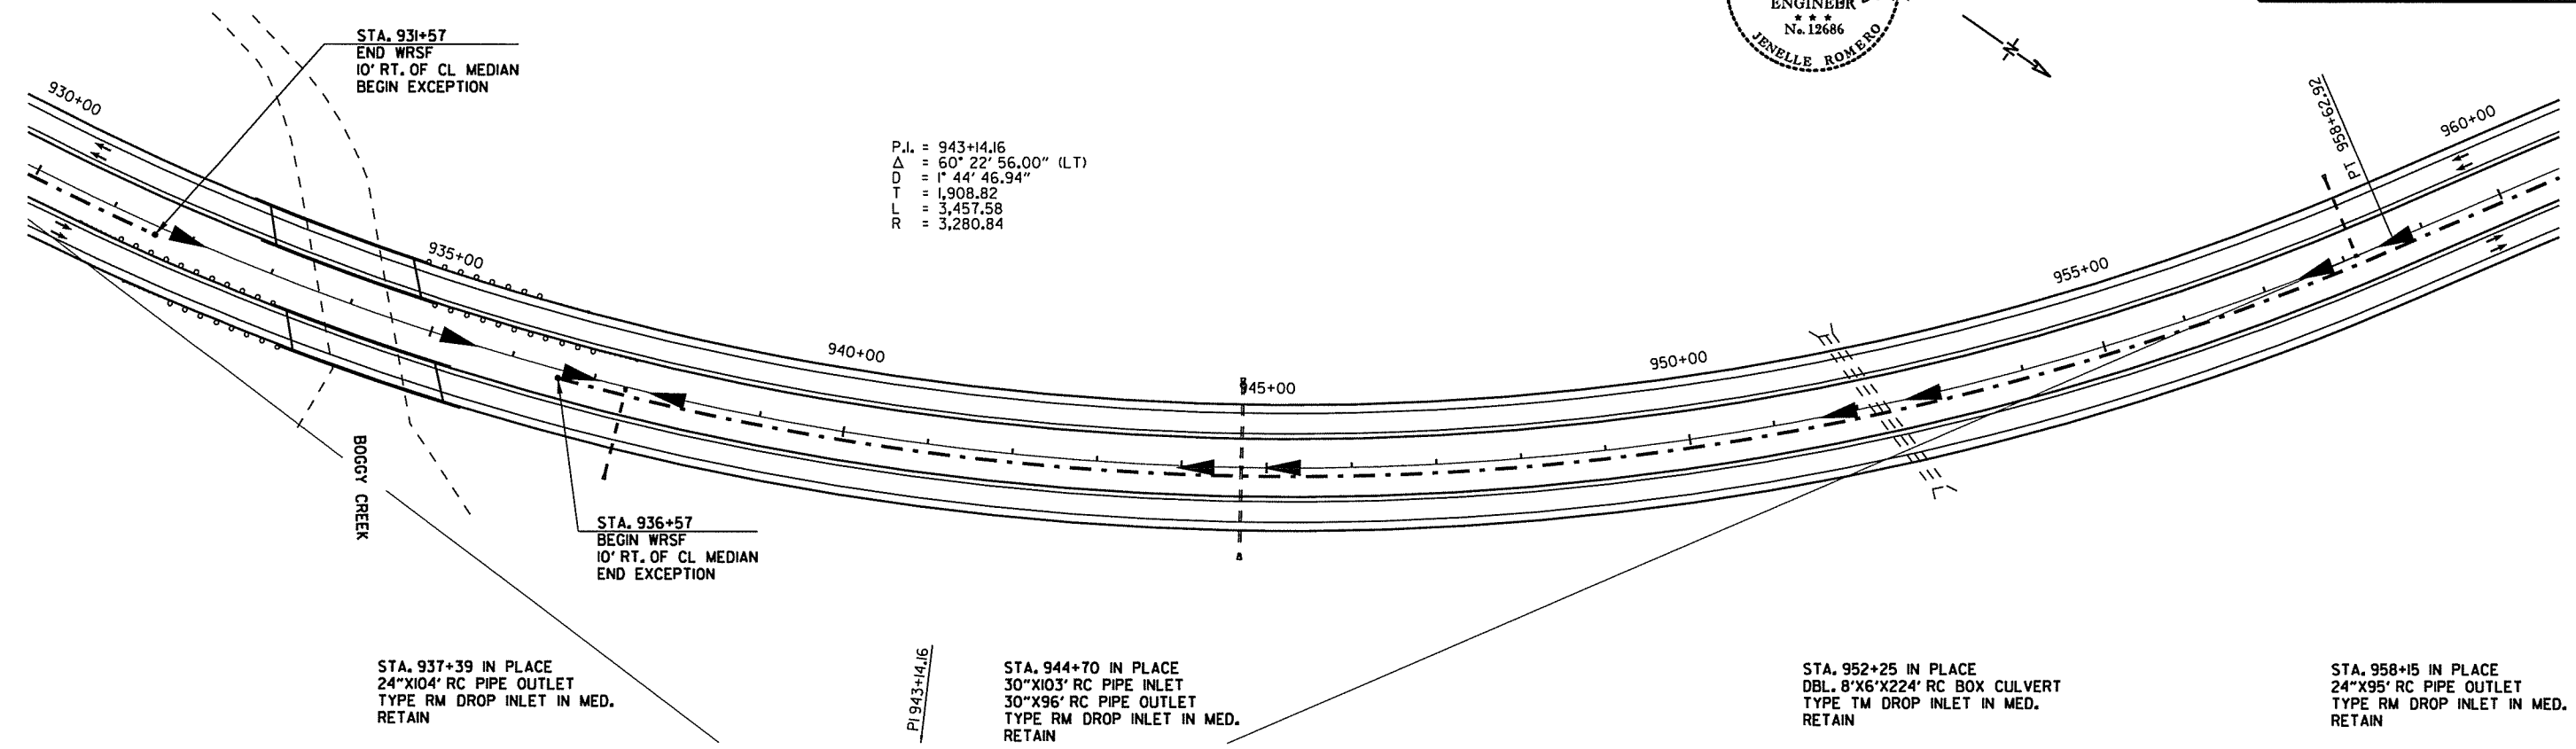 ENGINEER
★ ★ ★
No. 12686
JENELLE ROMERO
N
STA. 931+57
END WRSF
10' RT. OF CL MEDIAN
BEGIN EXCEPTION
930+00
P.I. = 943+14.16
Δ = 60° 22' 56.00" (LT)
D = 1° 44' 46.94"
T = 1,908.82
L = 3,457.58
R = 3,280.84
PT 958+62.92
960+00
935+00
955+00
940+00
950+00
945+00
BOGGY CREEK
STA. 936+57
BEGIN WRSF
10' RT. OF CL MEDIAN
END EXCEPTION
STA. 937+39 IN PLACE
24"X104' RC PIPE OUTLET
TYPE RM DROP INLET IN MED.
RETAIN
PI 943+14.16
STA. 944+70 IN PLACE
30"X103' RC PIPE INLET
30"X96' RC PIPE OUTLET
TYPE RM DROP INLET IN MED.
RETAIN
STA. 952+25 IN PLACE
DBL. 8'X6'X224' RC BOX CULVERT
TYPE TM DROP INLET IN MED.
RETAIN
STA. 958+15 IN PLACE
24"X95' RC PIPE OUTLET
TYPE RM DROP INLET IN MED.
RETAIN